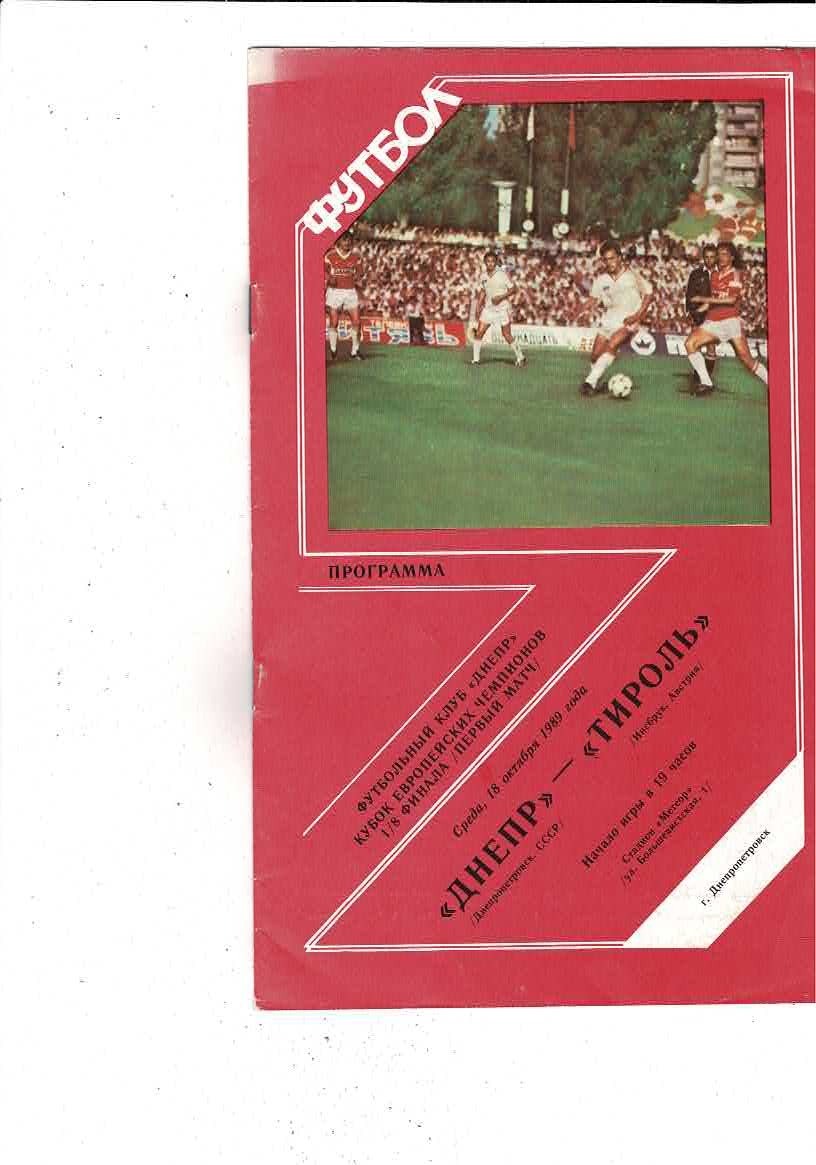 ФУТБОЛ
ПРОГРАММА
ФУТБОЛЬНЫЙ КЛУБ «ДНЕПР»
КУБОК ЕВРОПЕЙСКИХ ЧЕМПИОНОВ
1/8 ФИНАЛА /ПЕРВЫЙ МАТЧ/
Среда, 18 октября 1989 года
«ДНЕПР» — «ТИРОЛЬ»
/Днепропетровск, СССР/ /Инсбрук, Австрия/
Начало игры в 19 часов
Стадион «Метеор»
/ул. Большевистская, 1/
г. Днепропетровск